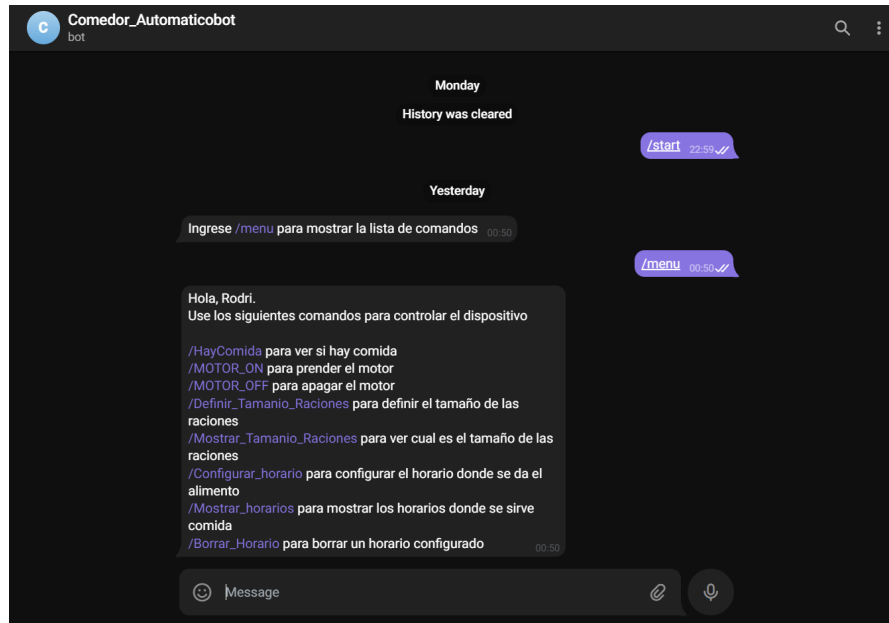 C
Comedor_Automaticobot
bot
Monday
History was cleared
/start 22:59
Yesterday
Ingrese /menu para mostrar la lista de comandos 00:50
/menu 00:50
Hola, Rodri.
Use los siguientes comandos para controlar el dispositivo
/HayComida para ver si hay comida
/MOTOR_ON para prender el motor
/MOTOR_OFF para apagar el motor
/Definir_Tamanio_Raciones para definir el tamaño de las
raciones
/Mostrar_Tamanio_Raciones para ver cual es el tamaño de las
raciones
/Configurar_horario para configurar el horario donde se da el
alimento
/Mostrar_horarios para mostrar los horarios donde se sirve
comida
/Borrar_Horario para borrar un horario configurado 00:50
Message